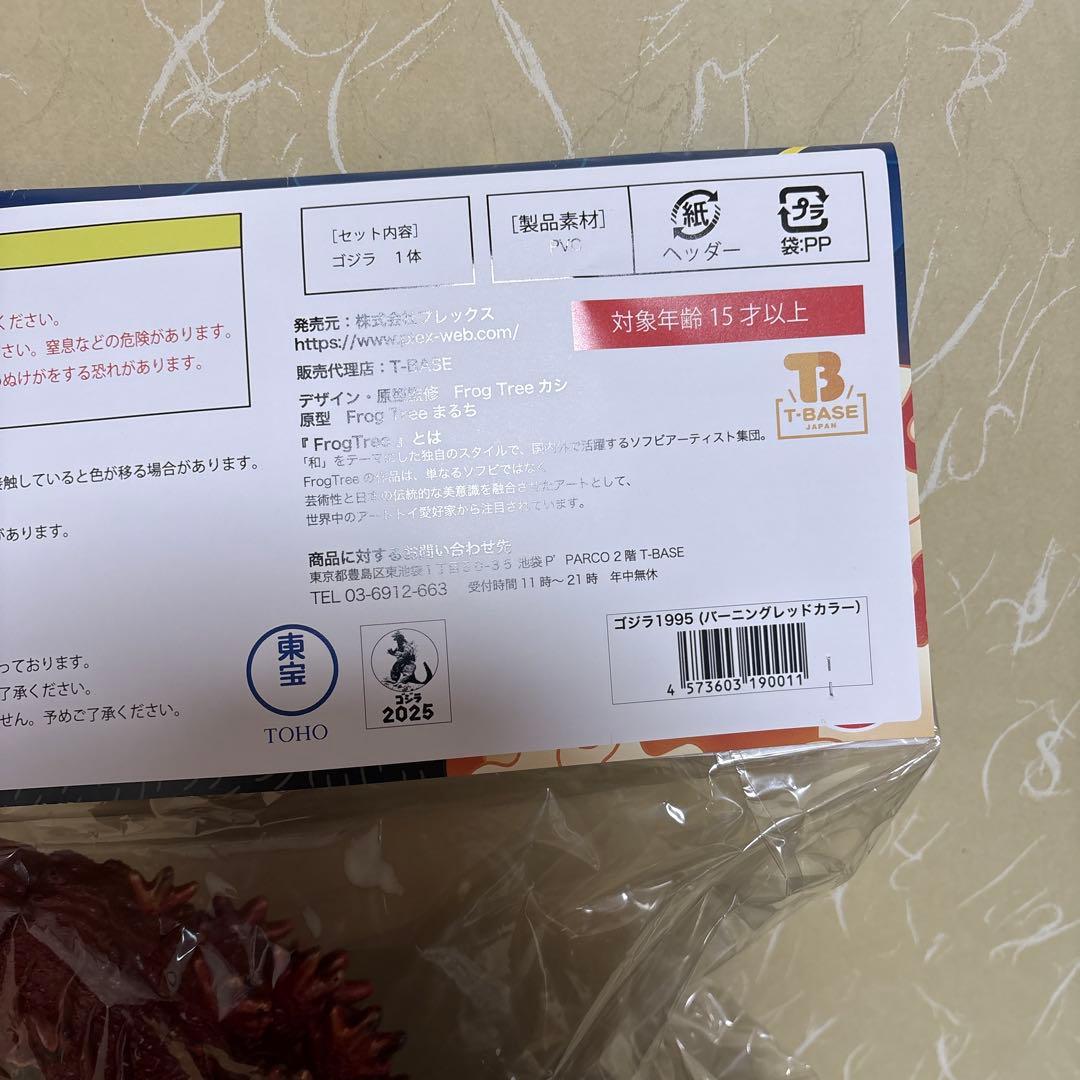 ください。
さい。窒息などの危険があります。
ぬけがをする恐れがあります。
接触していると色が移る場合があります。
があります。
っております。
了承ください。
せん。予めご了承ください。
[セット内容]
ゴジラ 1体
[製品素材]
PVC
紙
ヘッダー
プラ
袋:PP
発売元：株式会社プレックス
https://www.plex-web.com/
対象年齢 15 才以上
販売代理店：T-BASE
デザイン・原型監修 Frog Tree カシ
原型 Frog Tree まるち
『 FrogTree 』とは
「和」をテーマにした独自のスタイルで、国内外で活躍するソフビアーティスト集団。
FrogTree の作品は、単なるソフビではなく
芸術性と日本の伝統的な美意識を融合させたアートとして、
世界中のアートトイ愛好家から注目されています。
TB
T-BASE
JAPAN
商品に対するお問い合わせ先
東京都豊島区東池袋1丁目50-35 池袋P' PARCO 2 階 T-BASE
TEL 03-6912-663 受付時間 11 時〜 21 時 年中無休
東宝
TOHO
ゴジラ
2025
ゴジラ1995 (バーニングレッドカラー)
4 573603 190011